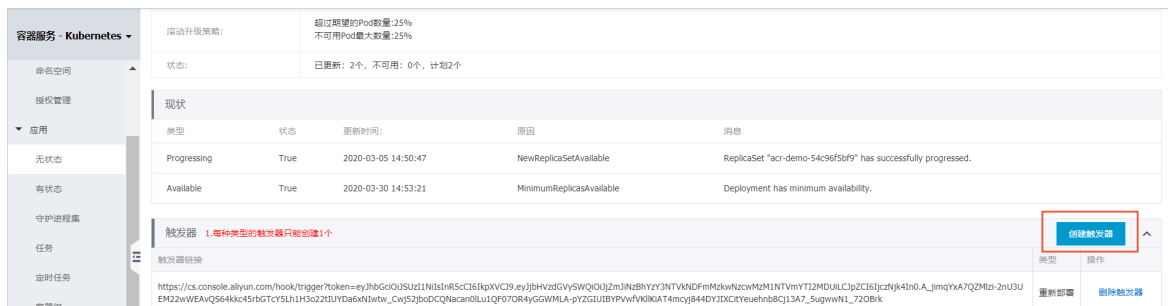 容器服务 - Kubernetes
命名空间
授权管理
应用
无状态
有状态
守护进程集
任务
定时任务
滚动升级策略:
超过期望的Pod数量:25%
不可用Pod最大数量:25%
状态:
已更新：2个，不可用：0个，计划2个
现状
类型 状态 更新时间: 原因 消息
Progressing True 2020-03-05 14:50:47 NewReplicaSetAvailable ReplicaSet "acr-demo-54c96f5bf9" has successfully progressed.
Available True 2020-03-30 14:53:21 MinimumReplicasAvailable Deployment has minimum availability.
触发器 1.每种类型的触发器只能创建1个 创建触发器
触发器链接 类型 操作
重新部署 删除触发器